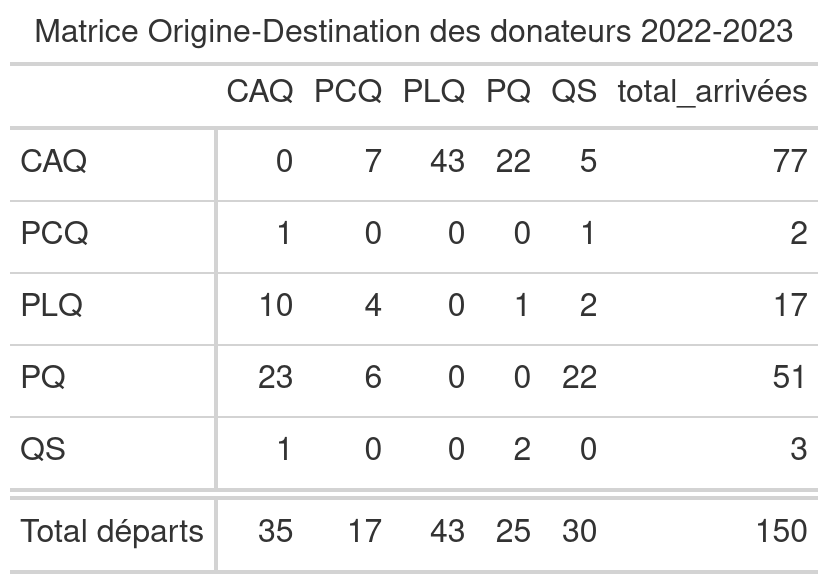 Matrice Origine-Destination des donateurs 2022-2023
CAQ PCQ PLQ PQ QS total_arrivées
CAQ 0 7 43 22 5 77
PCQ 1 0 0 0 1 2
PLQ 10 4 0 1 2 17
PQ 23 6 0 0 22 51
QS 1 0 0 2 0 3
Total départs 35 17 43 25 30 150